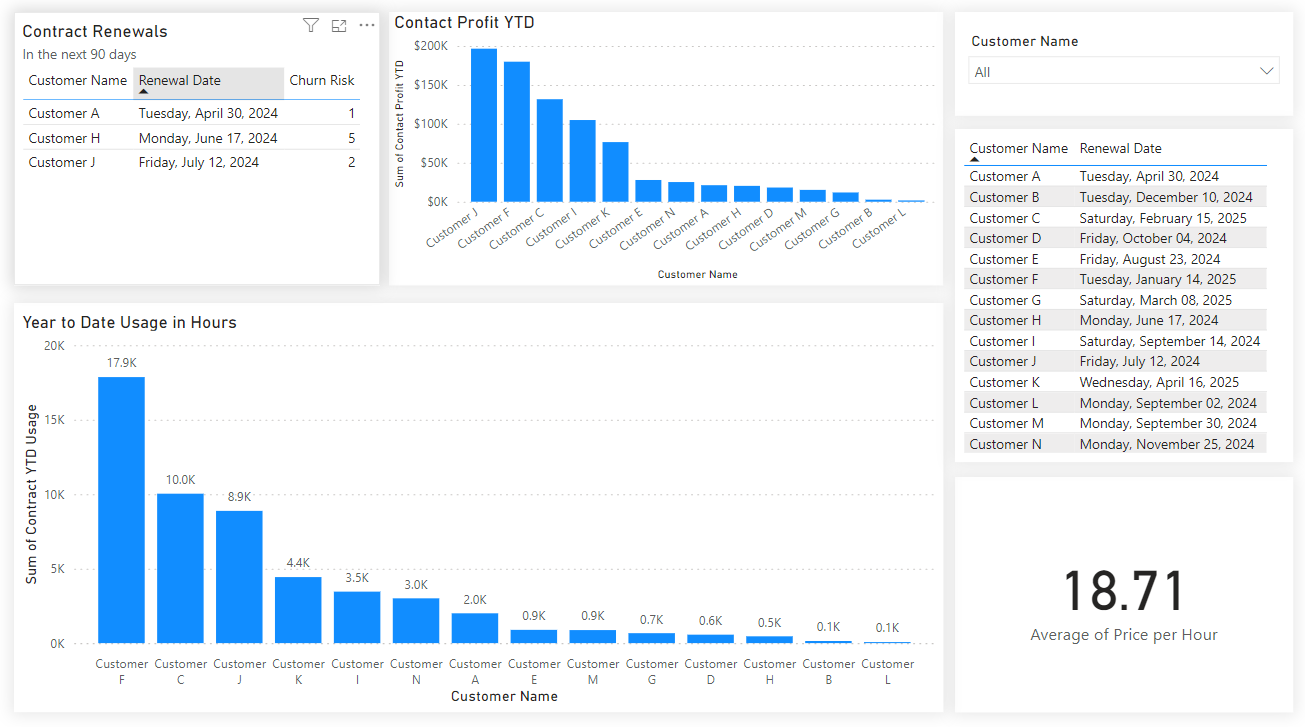 Contract Renewals
In the next 90 days
Customer Name Renewal Date Churn Risk
Customer A Tuesday, April 30, 2024 1
Customer H Monday, June 17, 2024 5
Customer J Friday, July 12, 2024 2
Contact Profit YTD
Sum of Contact Profit YTD
$200K
$150K
$100K
$50K
$0K
Customer J
Customer F
Customer C
Customer I
Customer K
Customer E
Customer N
Customer A
Customer H
Customer D
Customer M
Customer G
Customer B
Customer L
Customer Name
Customer Name
All
Customer Name Renewal Date
Customer A Tuesday, April 30, 2024
Customer B Tuesday, December 10, 2024
Customer C Saturday, February 15, 2025
Customer D Friday, October 04, 2024
Customer E Friday, August 23, 2024
Customer F Tuesday, January 14, 2025
Customer G Saturday, March 08, 2025
Customer H Monday, June 17, 2024
Customer I Saturday, September 14, 2024
Customer J Friday, July 12, 2024
Customer K Wednesday, April 16, 2025
Customer L Monday, September 02, 2024
Customer M Monday, September 30, 2024
Customer N Monday, November 25, 2024
Year to Date Usage in Hours
Sum of Contract YTD Usage
20K
15K
10K
5K
0K
17.9K
10.0K
8.9K
4.4K
3.5K
3.0K
2.0K
0.9K
0.9K
0.7K
0.6K
0.5K
0.1K
0.1K
Customer Customer Customer Customer Customer Customer Customer Customer Customer Customer Customer Customer Customer Customer
F C J K I N A E M G D H B L
Customer Name
18.71
Average of Price per Hour